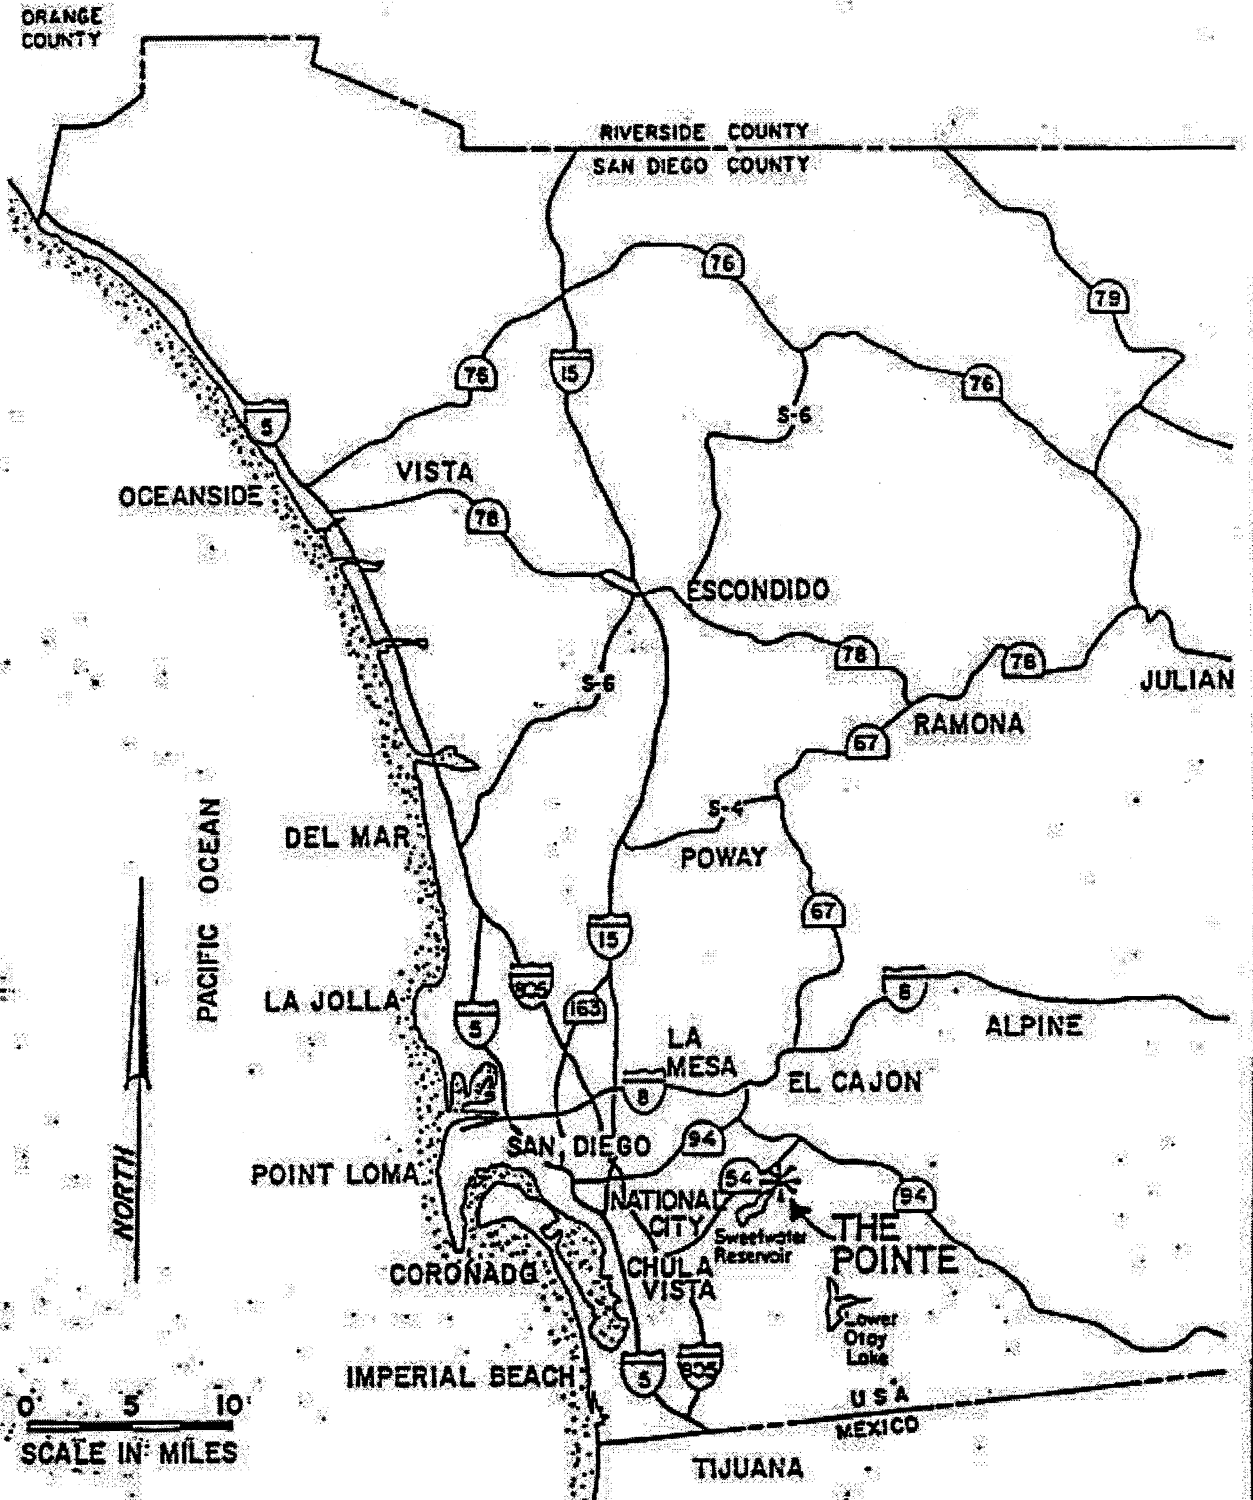 ORANGE
COUNTY
RIVERSIDE COUNTY
SAN DIEGO COUNTY
76
79
76
15
76
S-6
5
VISTA
OCEANSIDE
78
ESCONDIDO
78
78
JULIAN
S-6
RAMONA
67
S-4
POWAY
DEL MAR
PACIFIC OCEAN
67
15
LA JOLLA
805
163
5
8
ALPINE
LA
MESA
EL CAJON
8
SAN DIEGO
94
POINT LOMA
54
94
NATIONAL
CITY
Sweetwater
Reservoir
THE
POINTE
NORTH
CORONADO
CHULA
VISTA
Lower
Otay
Lake
IMPERIAL BEACH
5
805
0 5 10
SCALE IN MILES
USA
MEXICO
TIJUANA